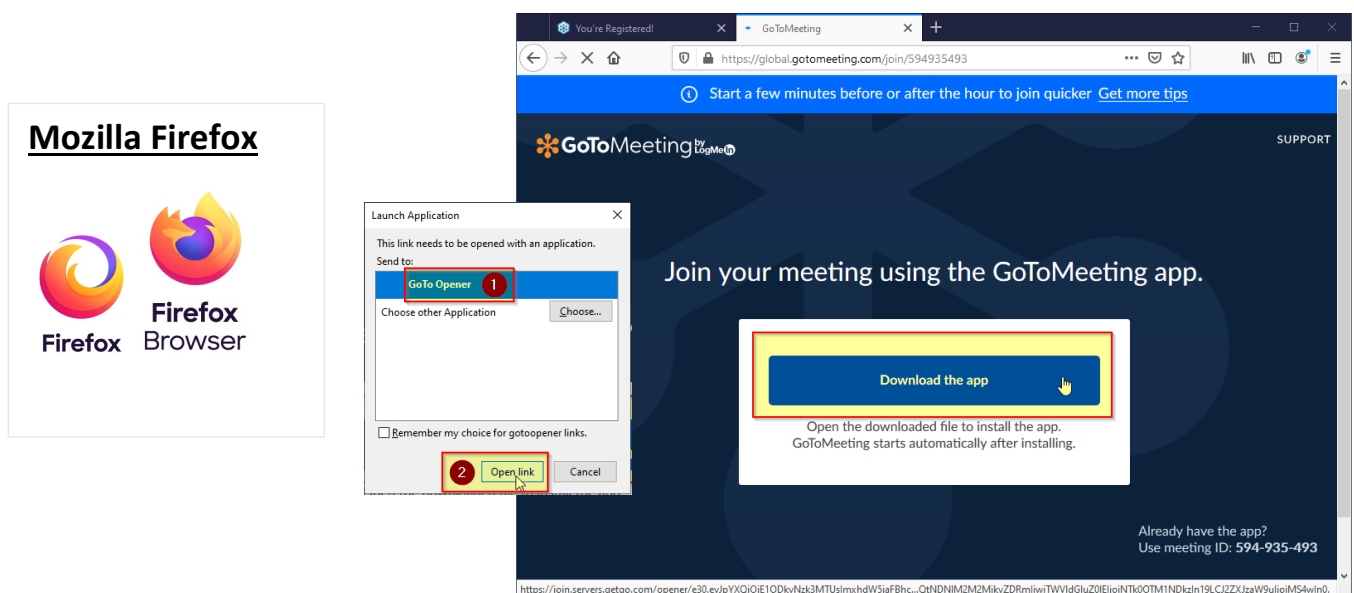 Mozilla Firefox
Firefox
Firefox
Browser
Launch Application
This link needs to be opened with an application.
Send to:
GoTo Opener 1
Choose other Application Choose...
Remember my choice for gotoopener links.
2 Open link Cancel
You're Registered!
GoToMeeting
https://global.gotomeeting.com/join/594935493
Start a few minutes before or after the hour to join quicker Get more tips
GoToMeeting by LogMeIn
SUPPORT
Join your meeting using the GoToMeeting app.
Download the app
Open the downloaded file to install the app.
GoToMeeting starts automatically after installing.
Already have the app?
Use meeting ID: 594-935-493